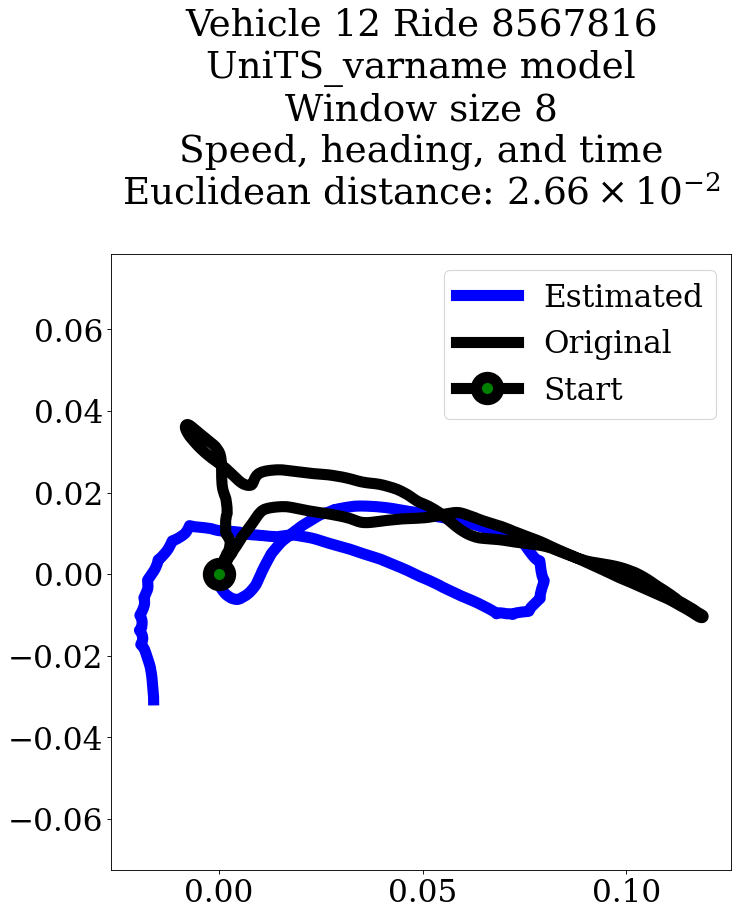 Vehicle 12 Ride 8567816
UniTS_varname model
Window size 8
Speed, heading, and time
Euclidean distance: 2.66 × 10⁻²
Estimated
Original
Start
0.06
0.04
0.02
0.00
−0.02
−0.04
−0.06
0.00 0.05 0.10